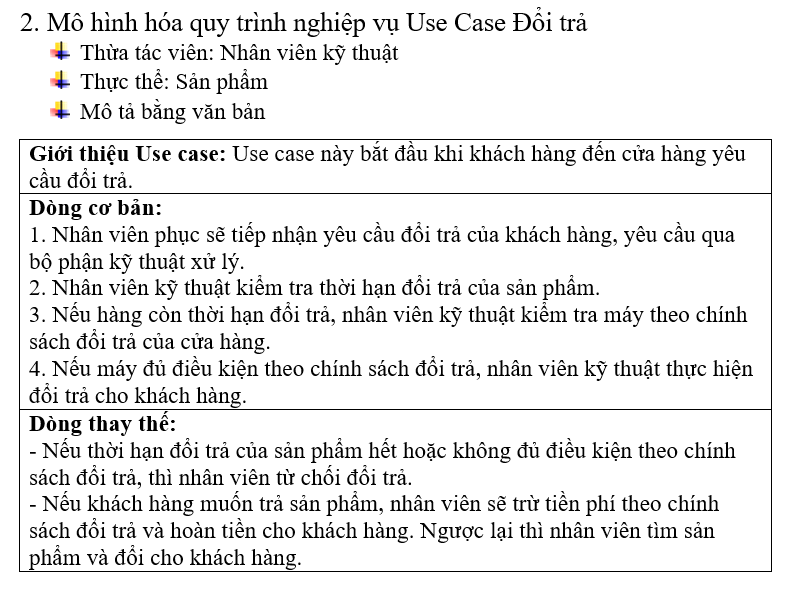 2. Mô hình hóa quy trình nghiệp vụ Use Case Đổi trả
Thừa tác viên: Nhân viên kỹ thuật
Thực thể: Sản phẩm
Mô tả bằng văn bản
Giới thiệu Use case: Use case này bắt đầu khi khách hàng đến cửa hàng yêu
cầu đổi trả.
Dòng cơ bản:
1. Nhân viên phục sẽ tiếp nhận yêu cầu đổi trả của khách hàng, yêu cầu qua
bộ phận kỹ thuật xử lý.
2. Nhân viên kỹ thuật kiểm tra thời hạn đổi trả của sản phẩm.
3. Nếu hàng còn thời hạn đổi trả, nhân viên kỹ thuật kiểm tra máy theo chính
sách đổi trả của cửa hàng.
4. Nếu máy đủ điều kiện theo chính sách đổi trả, nhân viên kỹ thuật thực hiện
đổi trả cho khách hàng.
Dòng thay thế:
- Nếu thời hạn đổi trả của sản phẩm hết hoặc không đủ điều kiện theo chính
sách đổi trả, thì nhân viên từ chối đổi trả.
- Nếu khách hàng muốn trả sản phẩm, nhân viên sẽ trừ tiền phí theo chính
sách đổi trả và hoàn tiền cho khách hàng. Ngược lại thì nhân viên tìm sản
phẩm và đổi cho khách hàng.